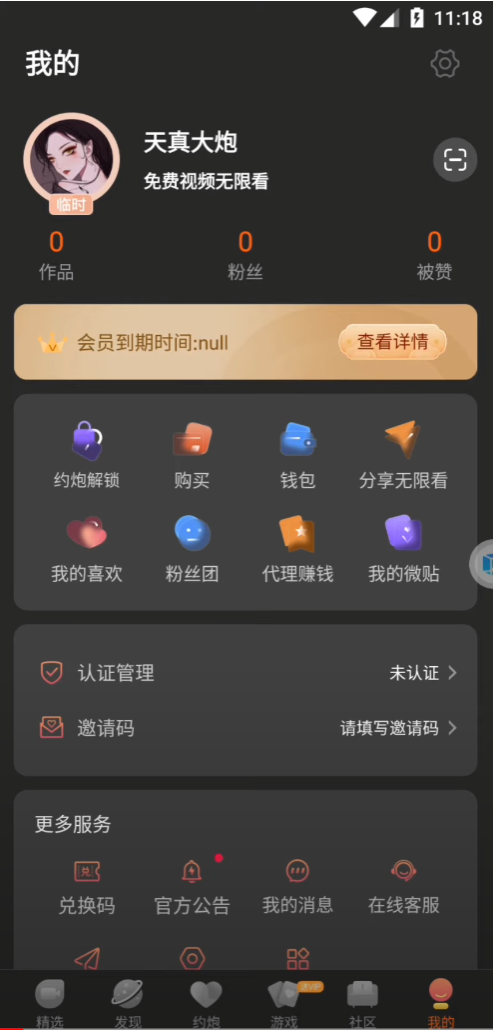 11:18
我的
天真大炮
免费视频无限看
临时
0 0 0
作品 粉丝 被赞
会员到期时间:null 查看详情
约炮解锁 购买 钱包 分享无限看
我的喜欢 粉丝团 代理赚钱 我的微贴
认证管理 未认证
邀请码 请填写邀请码
更多服务
兑
兑换码 官方公告 我的消息 在线客服
精选 发现 约炮 游戏 社区 我的